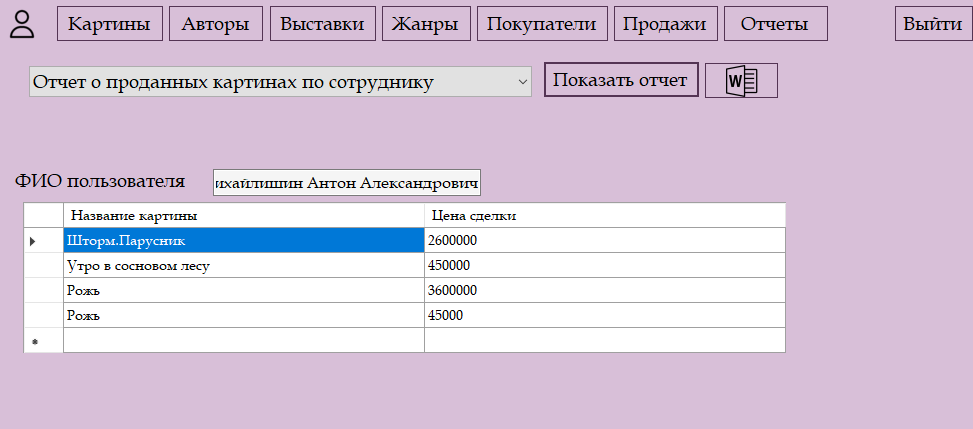 Картины Авторы Выставки Жанры Покупатели Продажи Отчеты Выйти
Отчет о проданных картинах по сотруднику Показать отчет W
ФИО пользователя ихайлишин Антон Александрович
Название картины Цена сделки
Шторм.Парусник 2600000
Утро в сосновом лесу 450000
Рожь 3600000
Рожь 45000